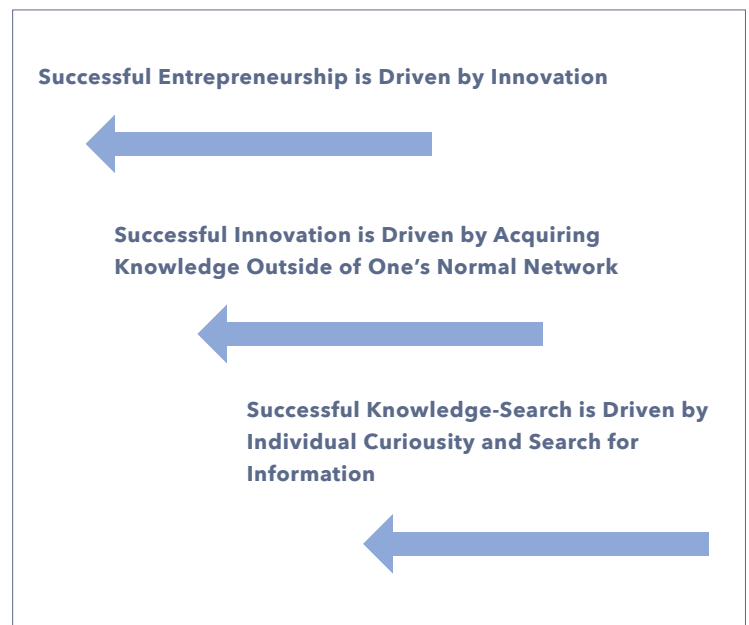 Successful Entrepreneurship is Driven by Innovation
Successful Innovation is Driven by Acquiring
Knowledge Outside of One’s Normal Network
Successful Knowledge-Search is Driven by
Individual Curiousity and Search for
Information